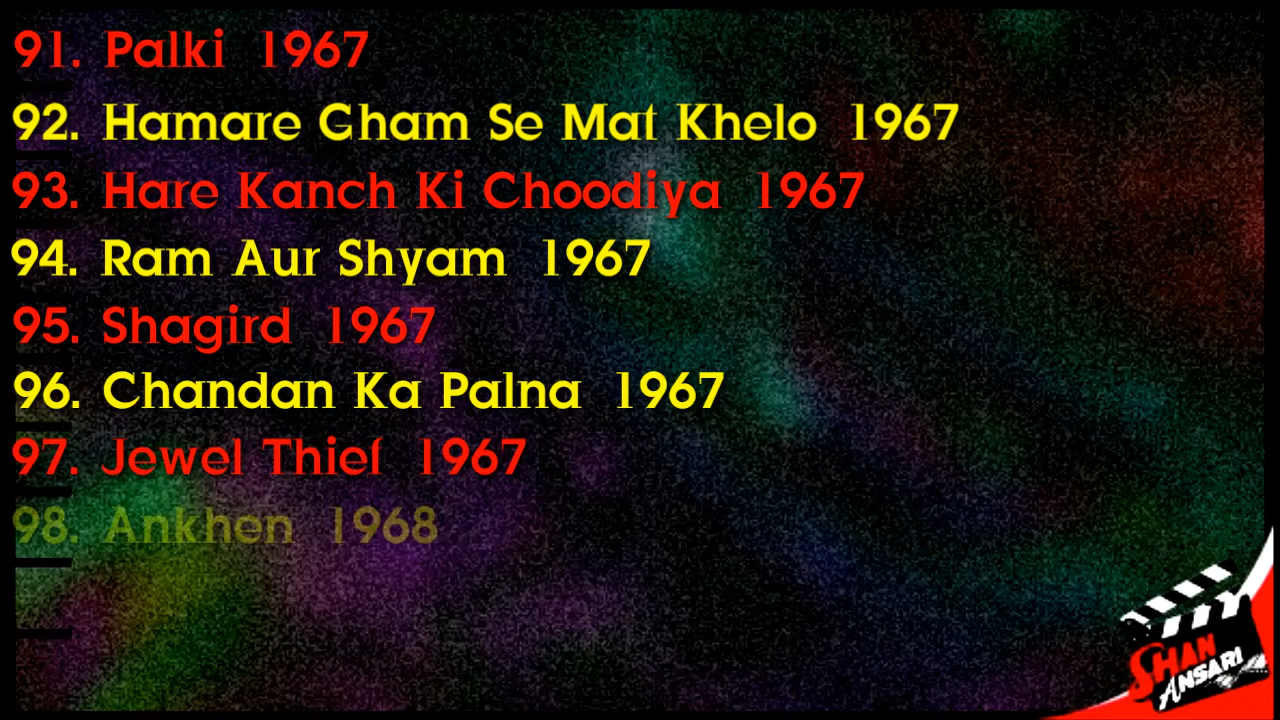 91. Palki 1967
92. Hamare Gham Se Mat Khelo 1967
93. Hare Kanch Ki Choodiya 1967
94. Ram Aur Shyam 1967
95. Shagird 1967
96. Chandan Ka Palna 1967
97. Jewel Thief 1967
98. Ankhen 1968
SHAN
ANSARI